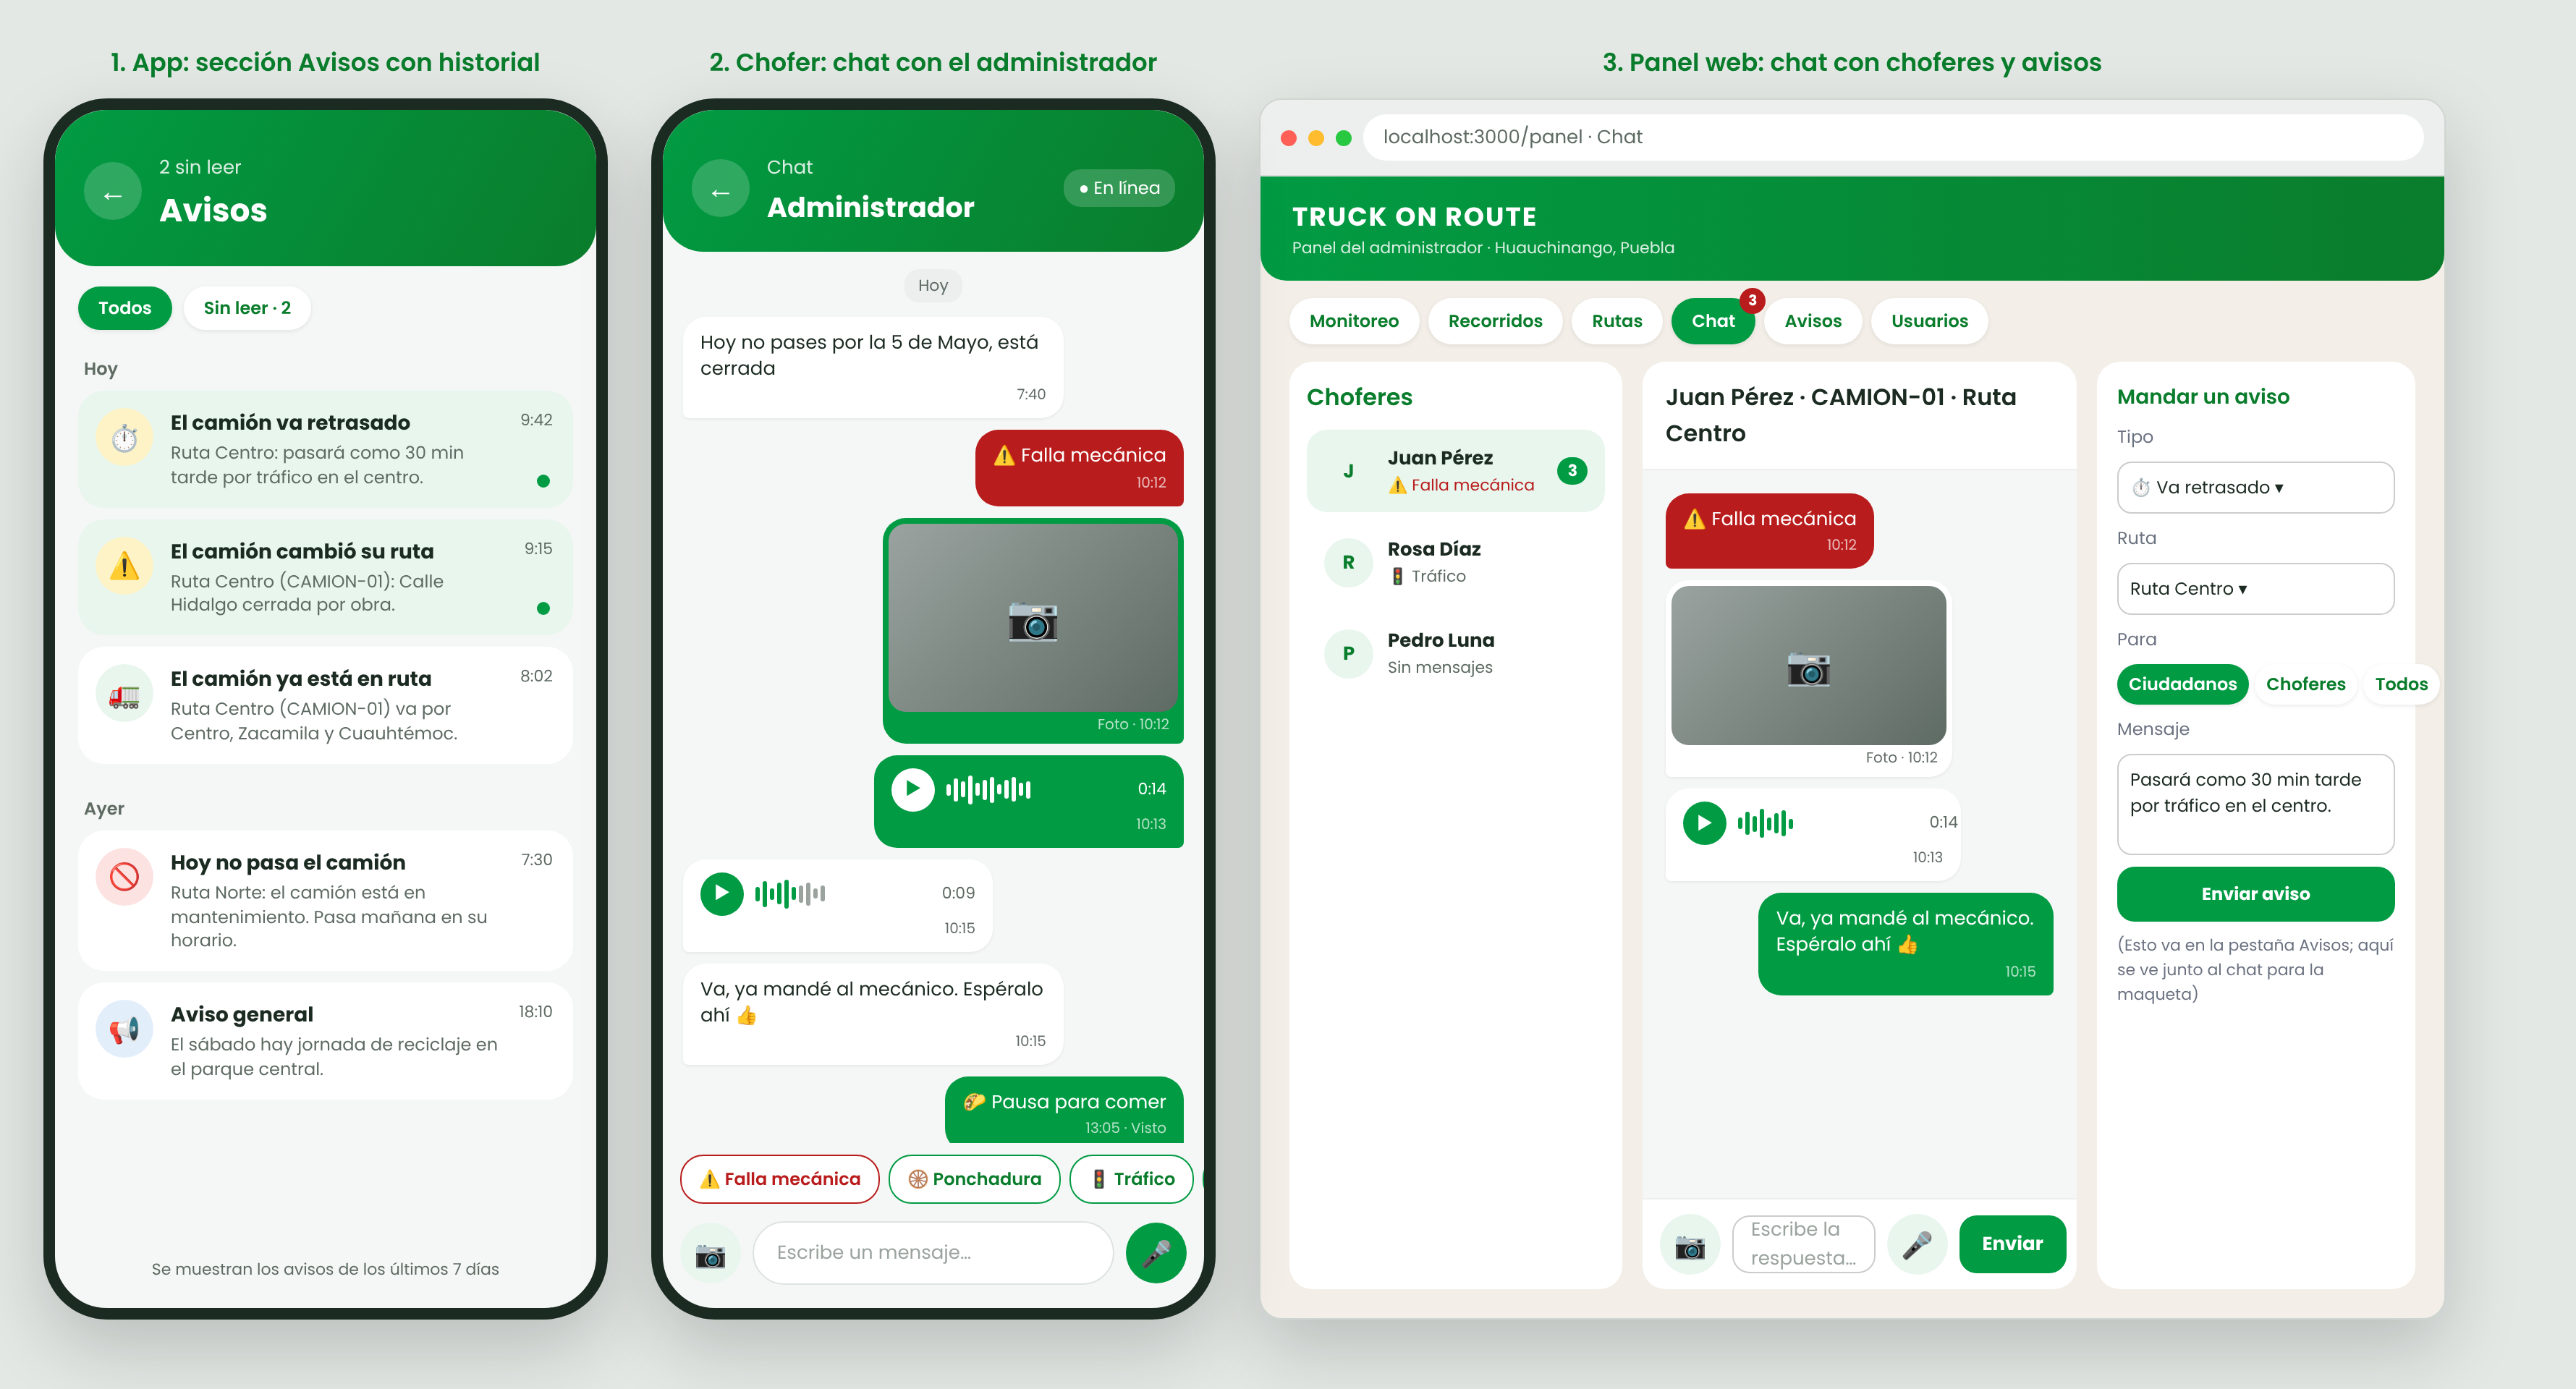 1. App: sección Avisos con historial
2 sin leer
Avisos
Todos
Sin leer · 2
Hoy
El camión va retrasado
9:42
Ruta Centro: pasará como 30 min
tarde por tráfico en el centro.
El camión cambió su ruta
9:15
Ruta Centro (CAMION-01): Calle
Hidalgo cerrada por obra.
El camión ya está en ruta
8:02
Ruta Centro (CAMION-01) va por
Centro, Zacamila y Cuauhtémoc.
Ayer
Hoy no pasa el camión
7:30
Ruta Norte: el camión está en
mantenimiento. Pasa mañana en su
horario.
Aviso general
18:10
El sábado hay jornada de reciclaje en
el parque central.
Se muestran los avisos de los últimos 7 días
2. Chofer: chat con el administrador
Chat
Administrador
● En línea
Hoy
Hoy no pases por la 5 de Mayo, está
cerrada
7:40
⚠️ Falla mecánica
10:12
Foto · 10:12
0:14
10:13
0:09
10:15
Va, ya mandé al mecánico. Espéralo
ahí 👍
10:15
🌮 Pausa para comer
13:05 · Visto
⚠️ Falla mecánica
🛞 Ponchadura
🚦 Tráfico
Escribe un mensaje...
3. Panel web: chat con choferes y avisos
localhost:3000/panel · Chat
TRUCK ON ROUTE
Panel del administrador · Huauchinango, Puebla
Monitoreo
Recorridos
Rutas
Chat
3
Avisos
Usuarios
Choferes
J
Juan Pérez
⚠️ Falla mecánica
3
R
Rosa Díaz
🚦 Tráfico
P
Pedro Luna
Sin mensajes
Juan Pérez · CAMION-01 · Ruta
Centro
⚠️ Falla mecánica
10:12
Foto · 10:12
0:14
10:13
Va, ya mandé al mecánico.
Espéralo ahí 👍
10:15
Escribe la
respuesta...
Enviar
Mandar un aviso
Tipo
⏱️ Va retrasado ▾
Ruta
Ruta Centro ▾
Para
Ciudadanos
Choferes
Todos
Mensaje
Pasará como 30 min tarde
por tráfico en el centro.
Enviar aviso
(Esto va en la pestaña Avisos; aquí
se ve junto al chat para la
maqueta)